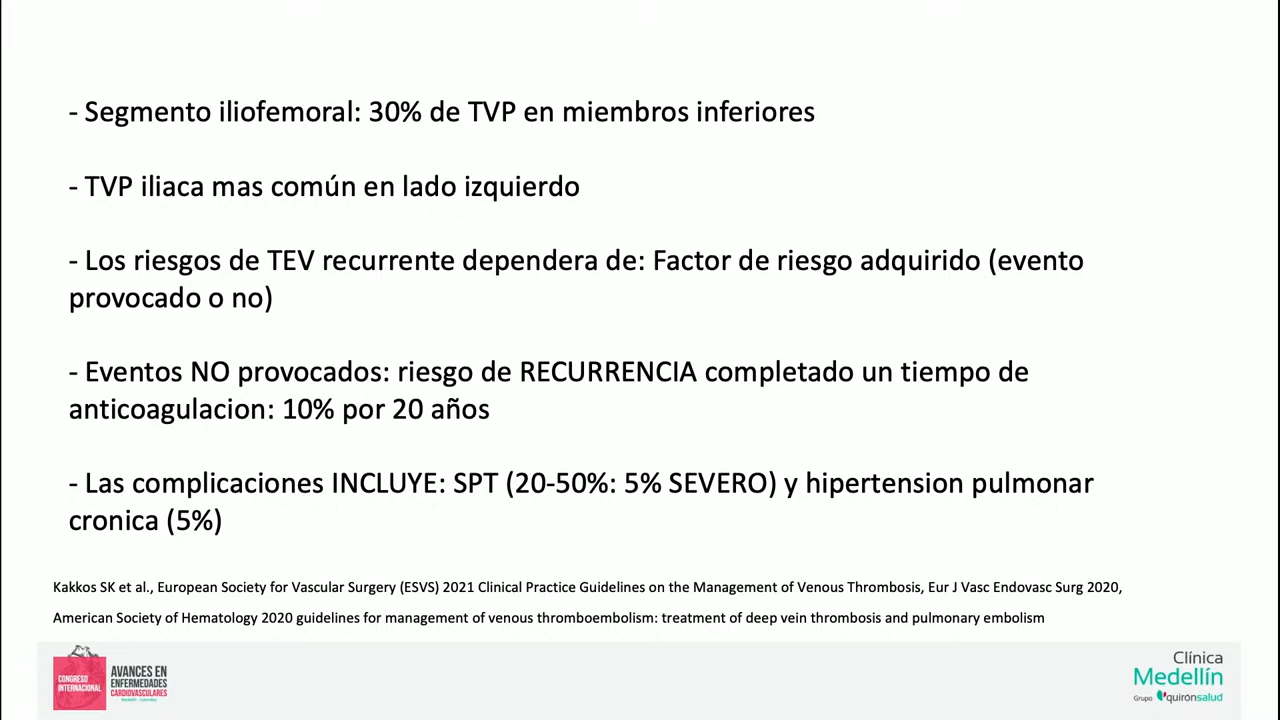 - Segmento iliofemoral: 30% de TVP en miembros inferiores
- TVP iliaca mas común en lado izquierdo
- Los riesgos de TEV recurrente dependera de: Factor de riesgo adquirido (evento
provocado o no)
- Eventos NO provocados: riesgo de RECURRENCIA completado un tiempo de
anticoagulacion: 10% por 20 años
- Las complicaciones INCLUYE: SPT (20-50%: 5% SEVERO) y hipertension pulmonar
cronica (5%)
Kakkos SK et al., European Society for Vascular Surgery (ESVS) 2021 Clinical Practice Guidelines on the Management of Venous Thrombosis, Eur J Vasc Endovasc Surg 2020,
American Society of Hematology 2020 guidelines for management of venous thromboembolism: treatment of deep vein thrombosis and pulmonary embolism
CONGRESO
INTERNACIONAL
AVANCES EN
ENFERMEDADES
CARDIOVASCULARES
Medellín - Colombia
Clínica
Medellín
Grupo quirónsalud